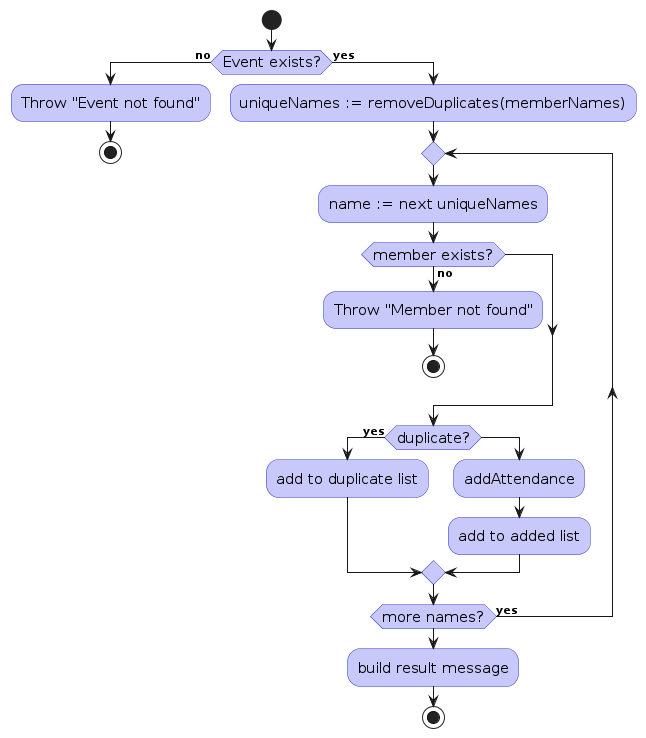 no
Event exists?
yes
Throw "Event not found"
uniqueNames := removeDuplicates(memberNames)
name := next uniqueNames
member exists?
no
Throw "Member not found"
yes
duplicate?
add to duplicate list
addAttendance
add to added list
more names?
yes
build result message